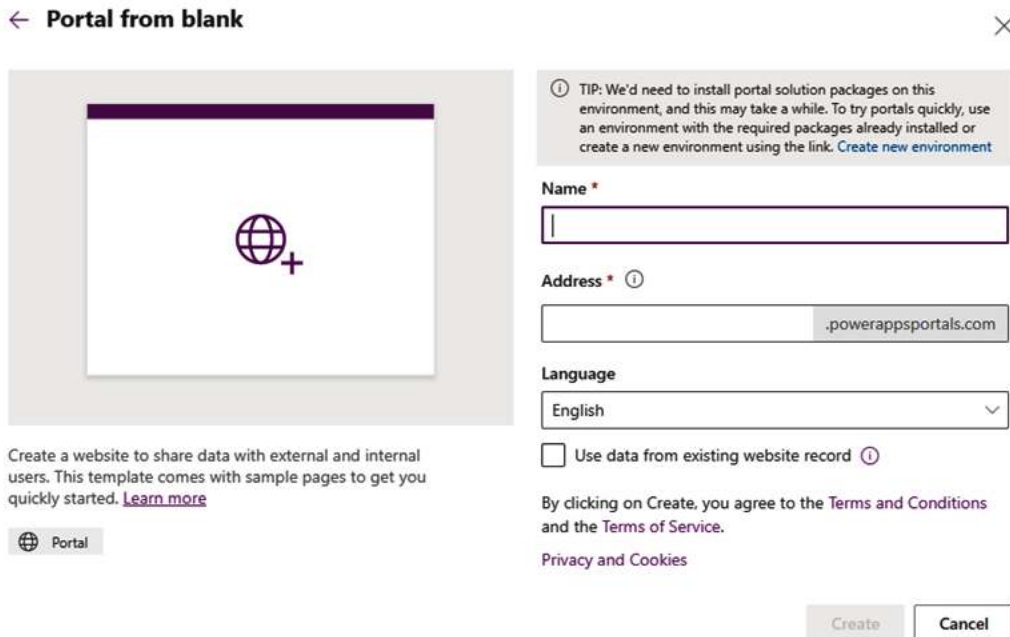 Portal from blank
TIP: We'd need to install portal solution packages on this
environment, and this may take a while. To try portals quickly, use
an environment with the required packages already installed or
create a new environment using the link. Create new environment
Name *
Address *
.powerappsportals.com
Language
English
Use data from existing website record
By clicking on Create, you agree to the Terms and Conditions
and the Terms of Service.
Privacy and Cookies
Create a website to share data with external and internal
users. This template comes with sample pages to get you
quickly started. Learn more
Portal
Create
Cancel